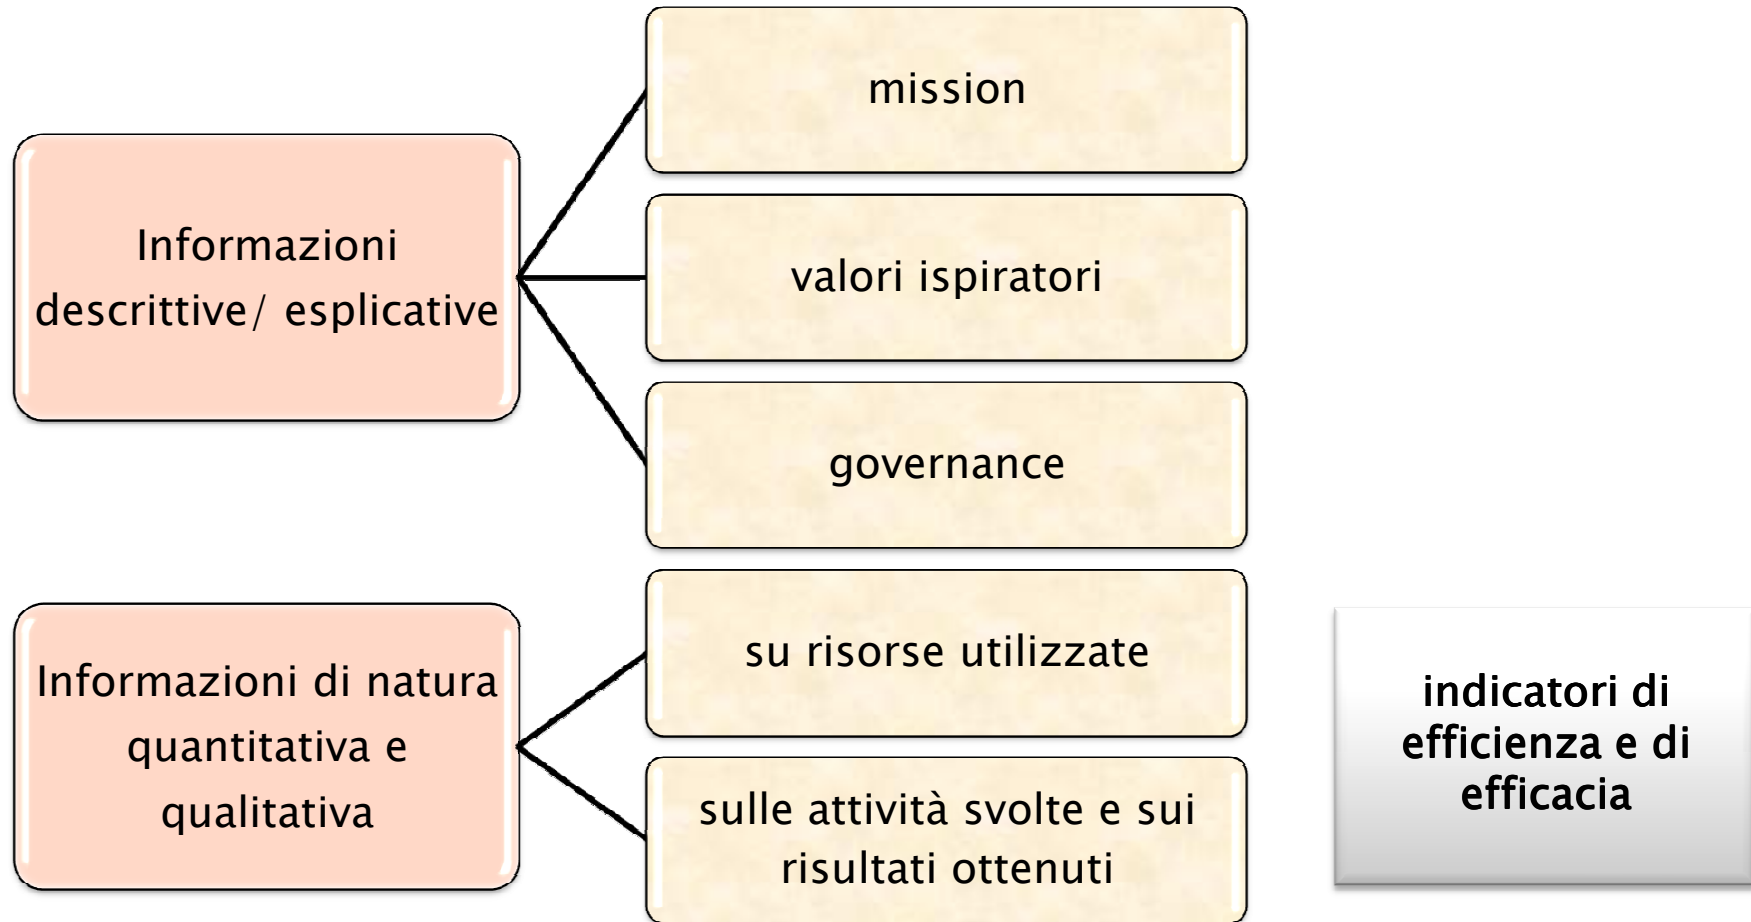 Informazioni
descrittive/ esplicative
mission
valori ispiratori
governance
Informazioni di natura
quantitativa e
qualitativa
su risorse utilizzate
sulle attività svolte e sui
risultati ottenuti
indicatori di
efficienza e di
efficacia